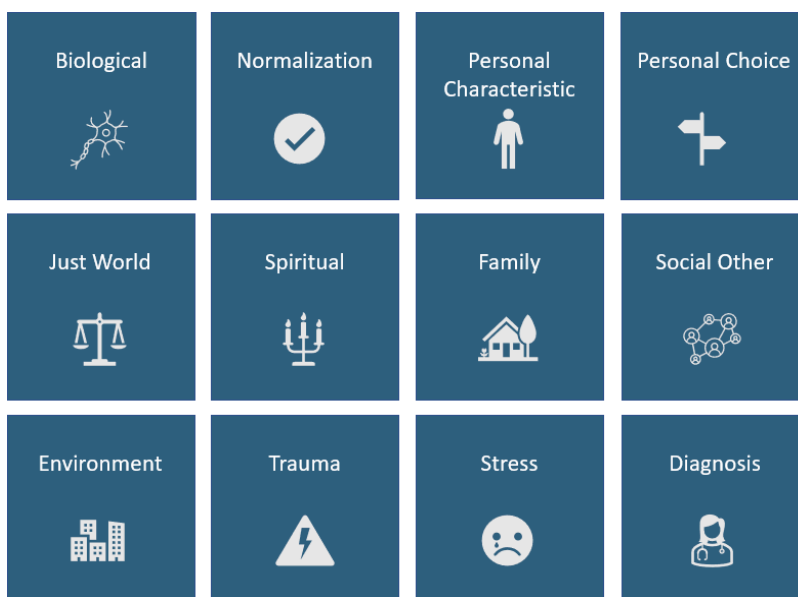 Biological
Normalization
Personal
Characteristic
Personal Choice
Just World
Spiritual
Family
Social Other
Environment
Trauma
Stress
Diagnosis